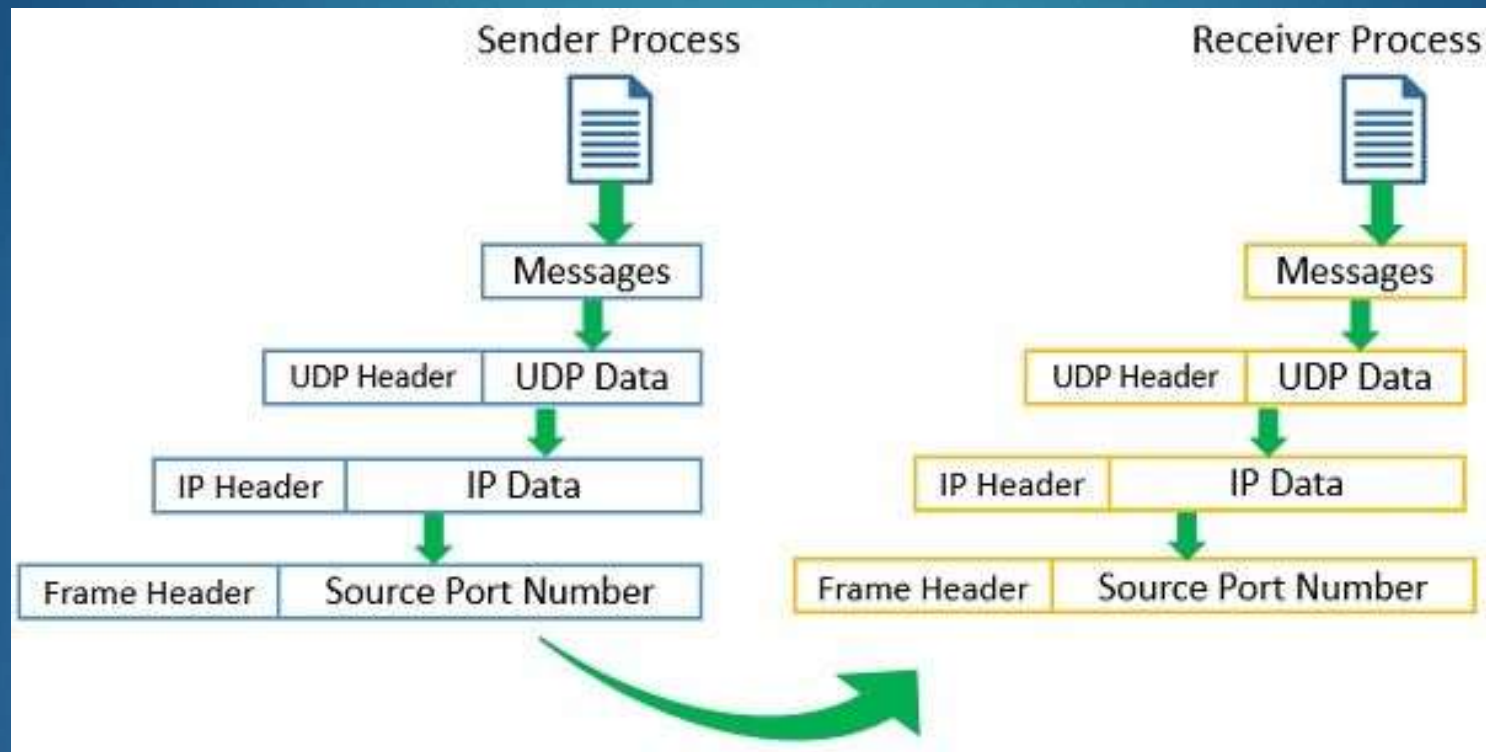 Sender Process
Messages
UDP Header UDP Data
IP Header IP Data
Frame Header Source Port Number
Receiver Process
Messages
UDP Header UDP Data
IP Header IP Data
Frame Header Source Port Number